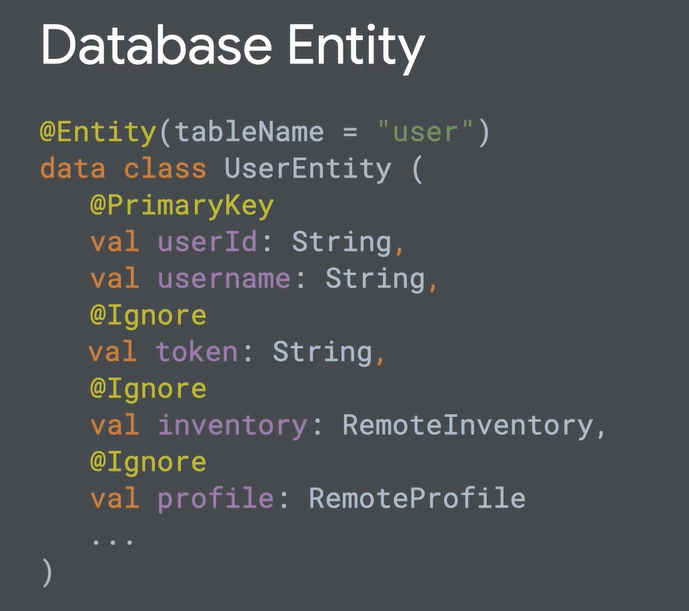 Database Entity
@Entity(tableName = "user")
data class UserEntity (
@PrimaryKey
val userId: String,
val username: String,
@Ignore
val token: String,
@Ignore
val inventory: RemoteInventory,
@Ignore
val profile: RemoteProfile
...
)